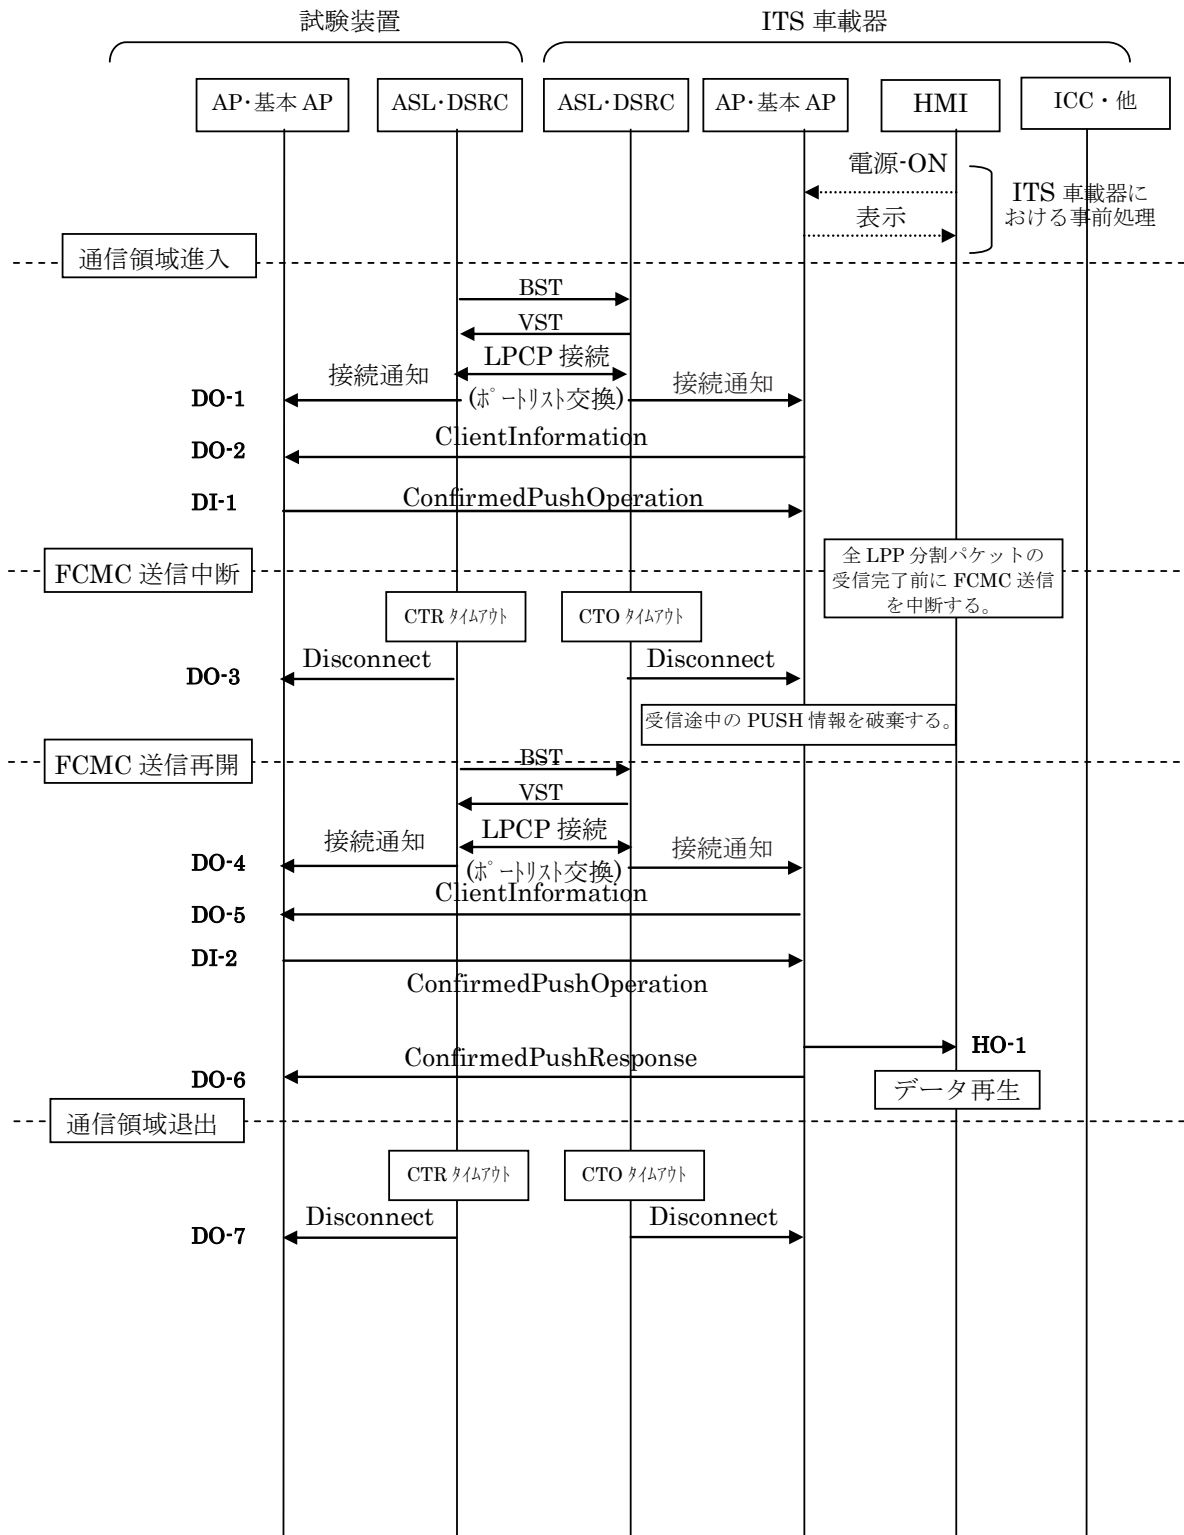 試験装置
ITS 車載器
AP･基本 AP
ASL･DSRC
ASL･DSRC
AP･基本 AP
HMI
ICC・他
電源-ON
表示
ITS 車載器に
おける事前処理
通信領域進入
BST
VST
LPCP 接続
接続通知
(ﾎﾟｰﾄﾘｽﾄ交換)
接続通知
DO-1
ClientInformation
DO-2
ConfirmedPushOperation
DI-1
FCMC 送信中断
全 LPP 分割パケットの
受信完了前に FCMC 送信
を中断する。
CTR ﾀｲﾑｱｳﾄ
CTO ﾀｲﾑｱｳﾄ
Disconnect
Disconnect
DO-3
受信途中の PUSH 情報を破棄する。
FCMC 送信再開
BST
VST
LPCP 接続
接続通知
(ﾎﾟｰﾄﾘｽﾄ交換)
接続通知
DO-4
ClientInformation
DO-5
DI-2
ConfirmedPushOperation
HO-1
ConfirmedPushResponse
DO-6
データ再生
通信領域退出
CTR ﾀｲﾑｱｳﾄ
CTO ﾀｲﾑｱｳﾄ
Disconnect
Disconnect
DO-7